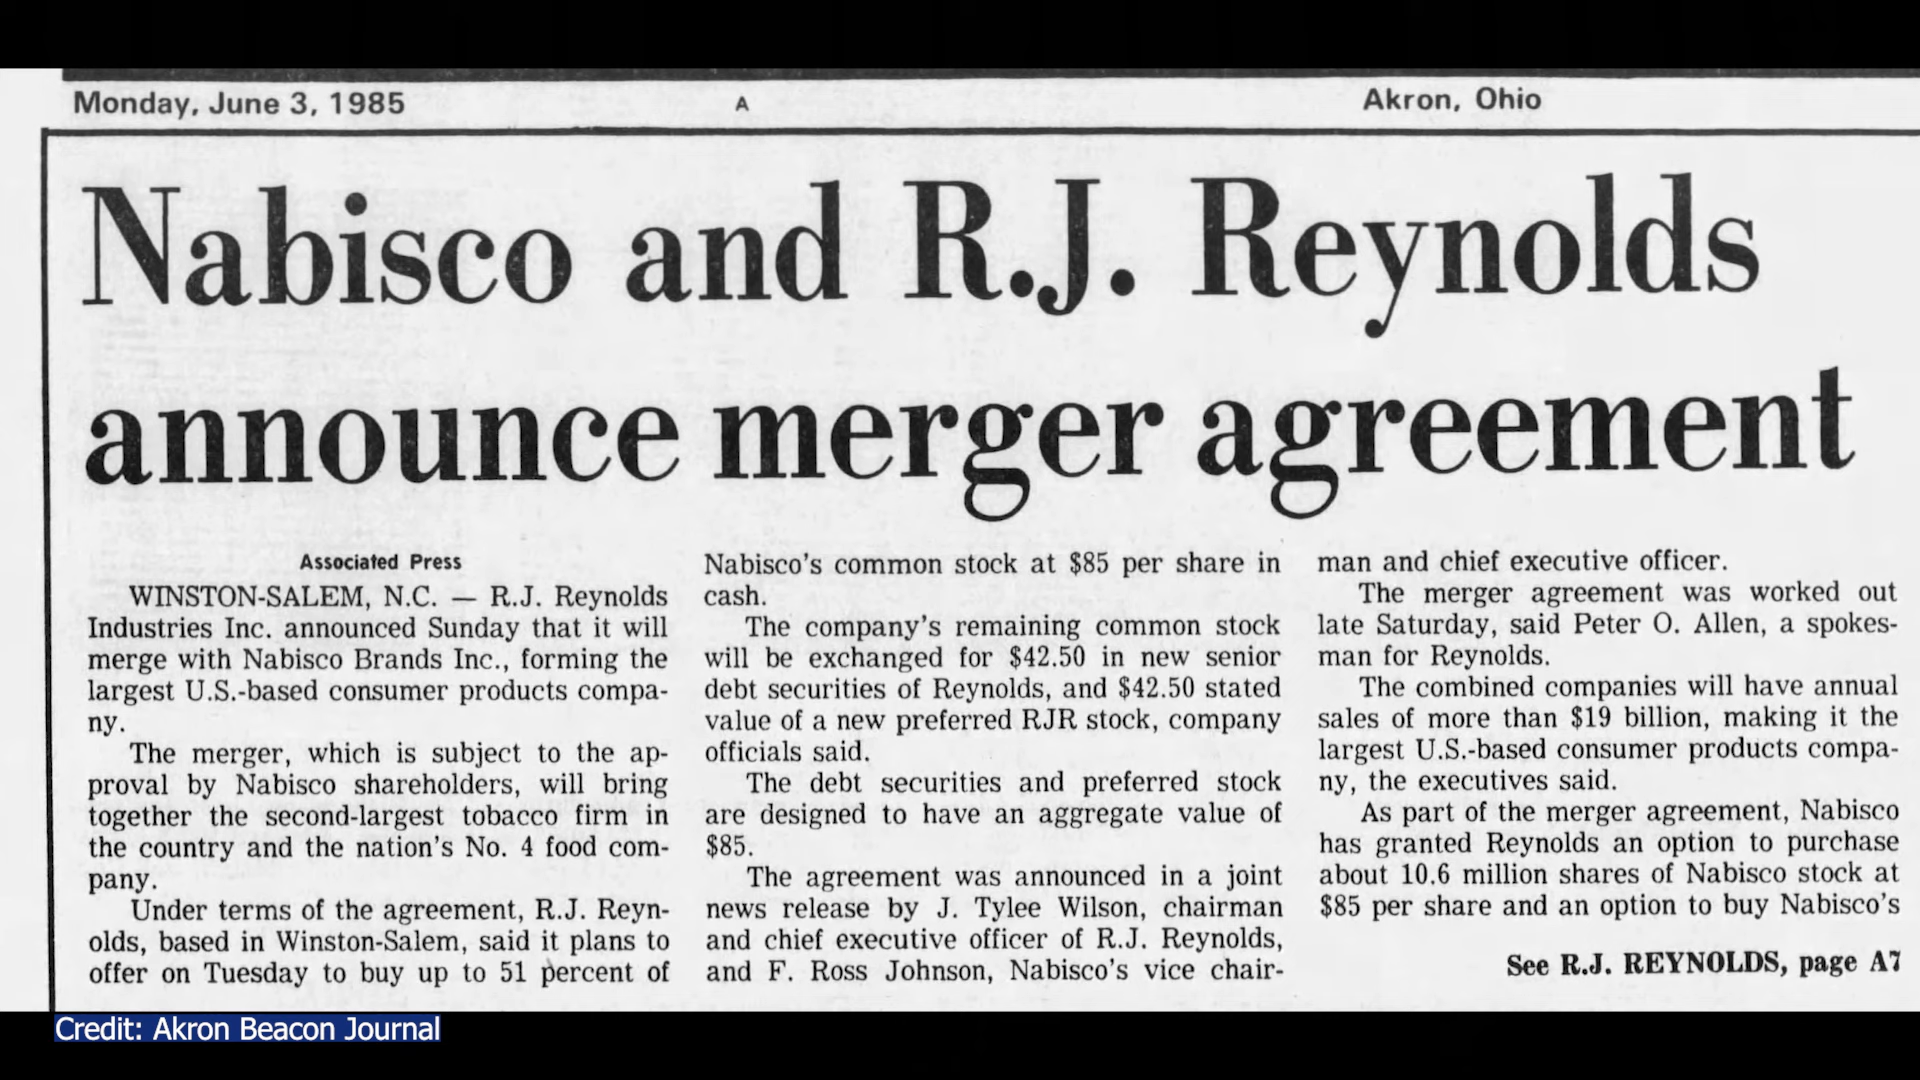 Monday, June 3, 1985
A
Akron, Ohio
Nabisco and R.J. Reynolds
announce merger agreement
Associated Press
WINSTON-SALEM, N.C. — R.J. Reynolds
Industries Inc. announced Sunday that it will
merge with Nabisco Brands Inc., forming the
largest U.S.-based consumer products compa-
ny.
The merger, which is subject to the ap-
proval by Nabisco shareholders, will bring
together the second-largest tobacco firm in
the country and the nation's No. 4 food com-
pany.
Under terms of the agreement, R.J. Reyn-
olds, based in Winston-Salem, said it plans to
offer on Tuesday to buy up to 51 percent of
Nabisco's common stock at $85 per share in
cash.
The company's remaining common stock
will be exchanged for $42.50 in new senior
debt securities of Reynolds, and $42.50 stated
value of a new preferred RJR stock, company
officials said.
The debt securities and preferred stock
are designed to have an aggregate value of
$85.
The agreement was announced in a joint
news release by J. Tylee Wilson, chairman
and chief executive officer of R.J. Reynolds,
and F. Ross Johnson, Nabisco's vice chair-
man and chief executive officer.
The merger agreement was worked out
late Saturday, said Peter O. Allen, a spokes-
man for Reynolds.
The combined companies will have annual
sales of more than $19 billion, making it the
largest U.S.-based consumer products compa-
ny, the executives said.
As part of the merger agreement, Nabisco
has granted Reynolds an option to purchase
about 10.6 million shares of Nabisco stock at
$85 per share and an option to buy Nabisco's
See R.J. REYNOLDS, page A7
Credit: Akron Beacon Journal